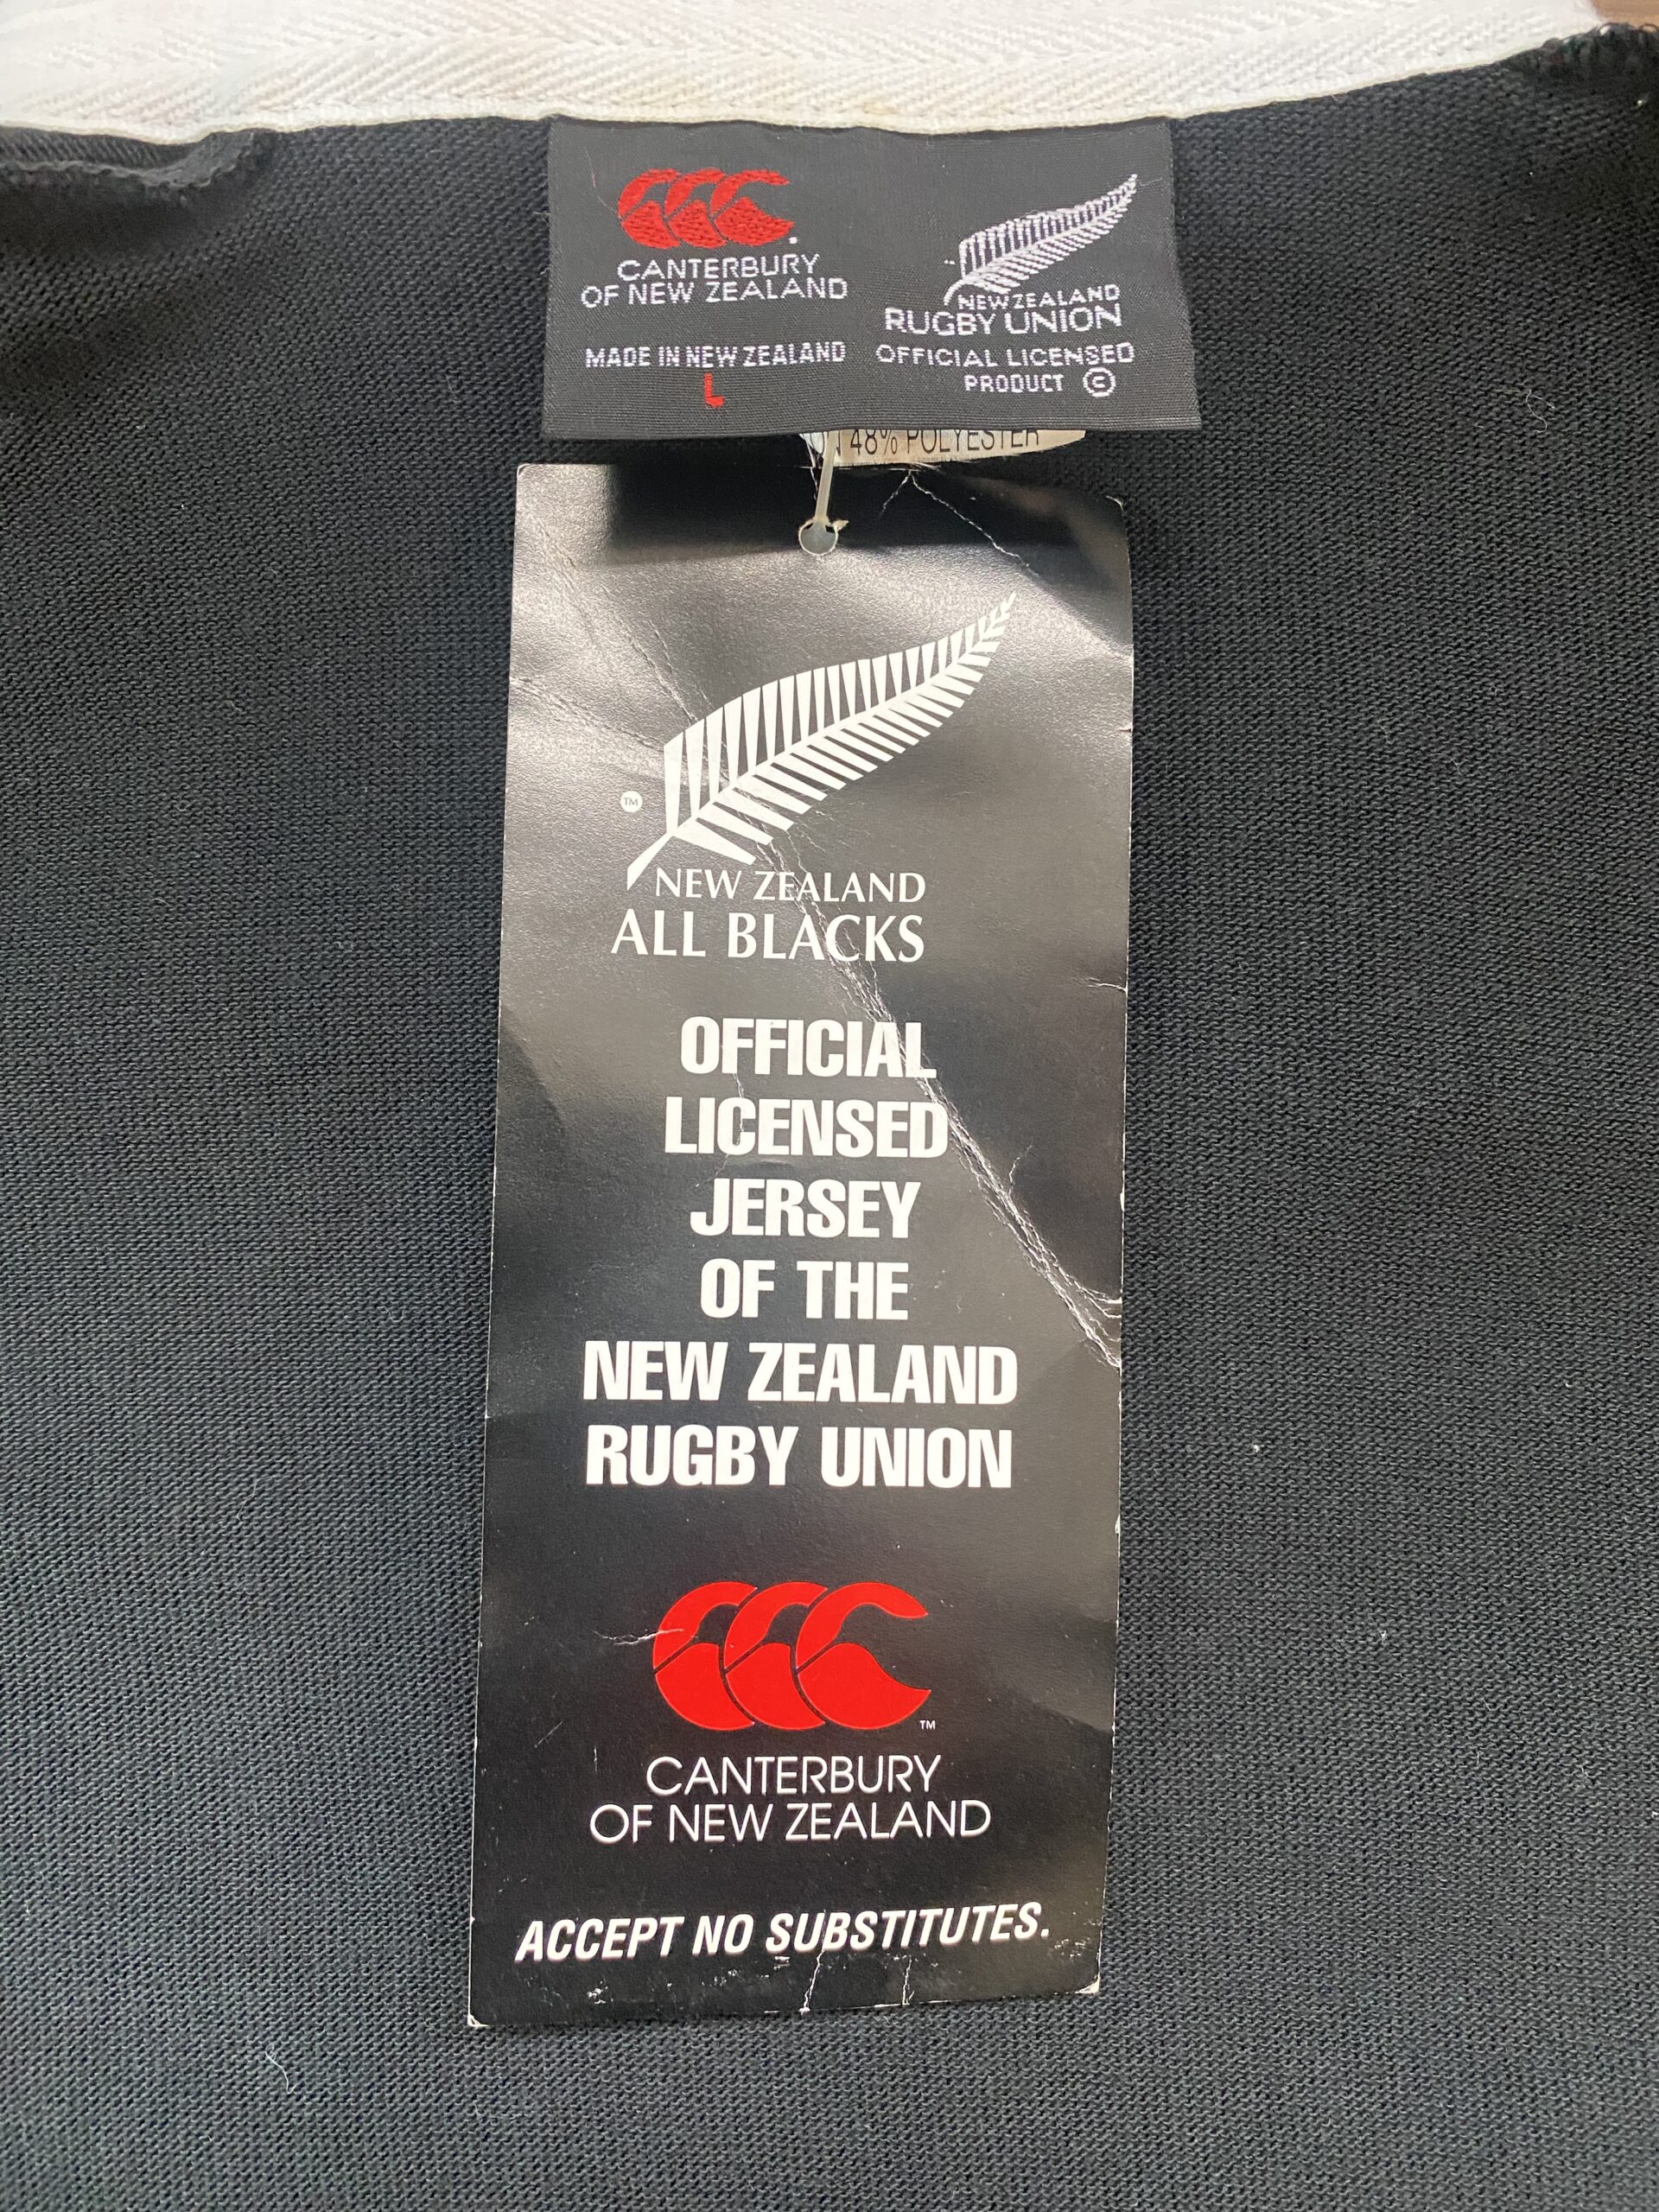 CANTERBURY
OF NEW ZEALAND
MADE IN NEW ZEALAND
L
NEW ZEALAND
RUGBY UNION
OFFICIAL LICENSED
PRODUCT ©
48% POLYESTER
TM
NEW ZEALAND
ALL BLACKS
OFFICIAL
LICENSED
JERSEY
OF THE
NEW ZEALAND
RUGBY UNION
TM
CANTERBURY
OF NEW ZEALAND
ACCEPT NO SUBSTITUTES.